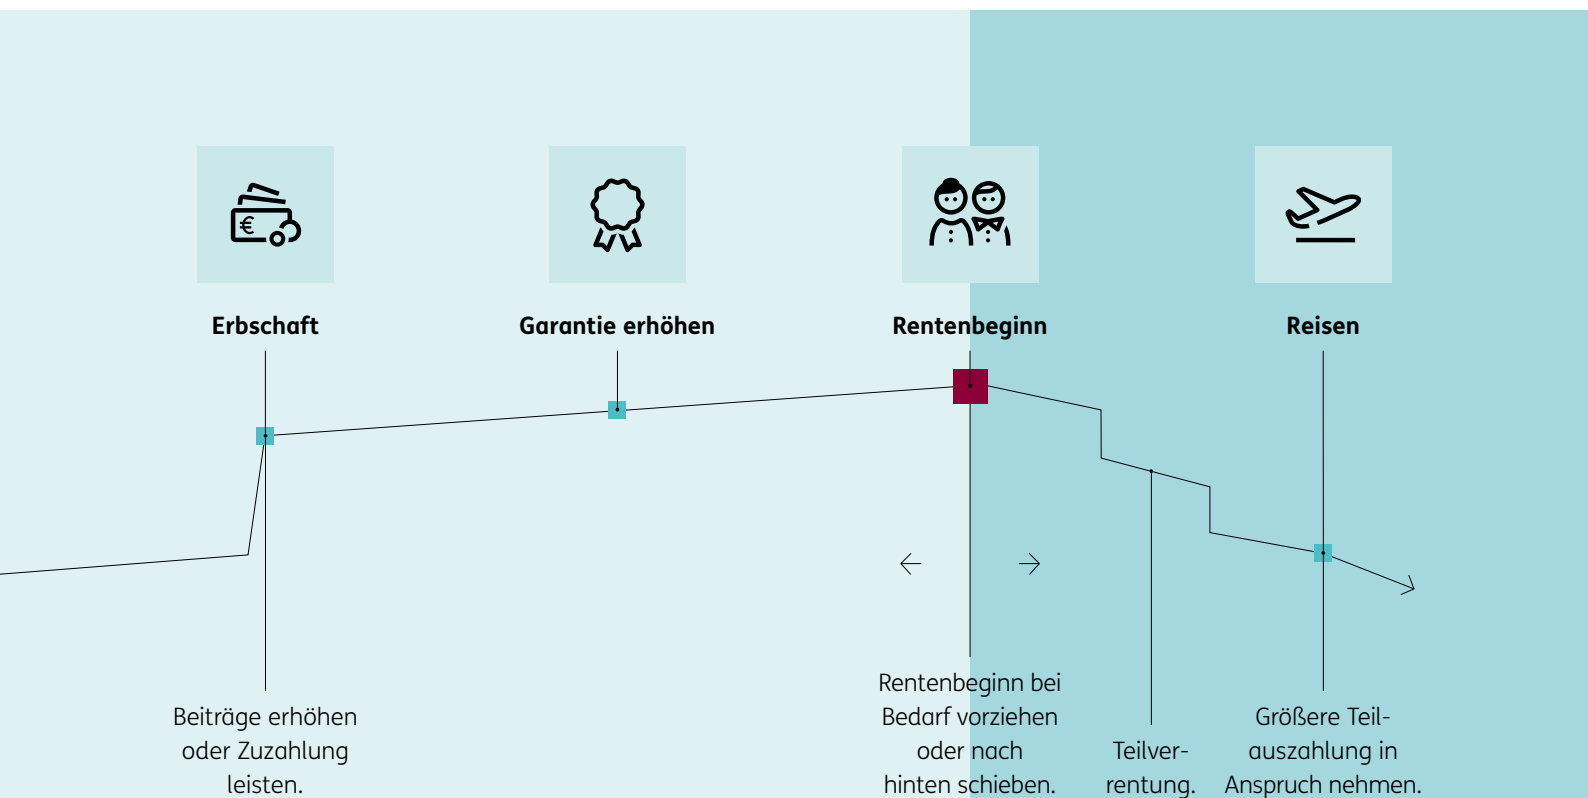 €
Erbschaft
Garantie erhöhen
Rentenbeginn
Reisen
Beiträge erhöhen
oder Zuzahlung
leisten.
Rentenbeginn bei
Bedarf vorziehen
oder nach
hinten schieben.
Teilver-
rentung.
Größere Teil-
auszahlung in
Anspruch nehmen.